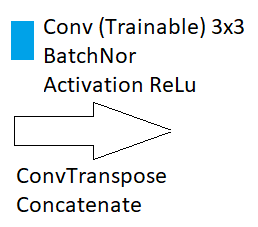 Conv (Trainable) 3x3
BatchNor
Activation ReLu
ConvTranspose
Concatenate